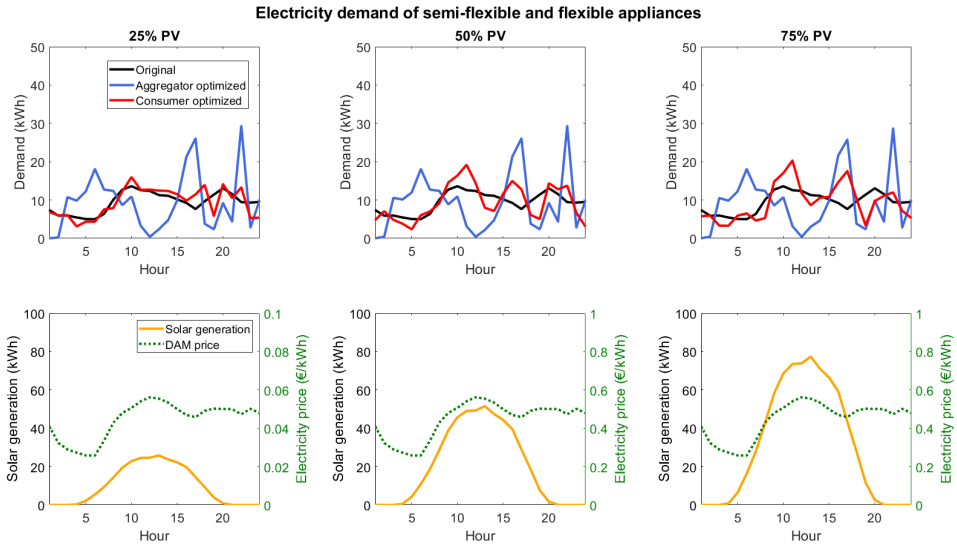 Electricity demand of semi-flexible and flexible appliances
25% PV
50
40
30
20
10
0
Demand (kWh)
Original
Aggregator optimized
Consumer optimized
5 10 15 20
Hour
50% PV
50
40
30
20
10
0
Demand (kWh)
5 10 15 20
Hour
75% PV
50
40
30
20
10
0
Demand (kWh)
5 10 15 20
Hour
100
80
60
40
20
0
Solar generation (kWh)
Solar generation
DAM price
0.1
0.08
0.06
0.04
0.02
0
Electricity price (€/kWh)
5 10 15 20
Hour
100
80
60
40
20
0
Solar generation (kWh)
1
0.8
0.6
0.4
0.2
0
Electricity price (€/kWh)
5 10 15 20
Hour
100
80
60
40
20
0
Solar generation (kWh)
1
0.8
0.6
0.4
0.2
0
Electricity price (€/kWh)
5 10 15 20
Hour